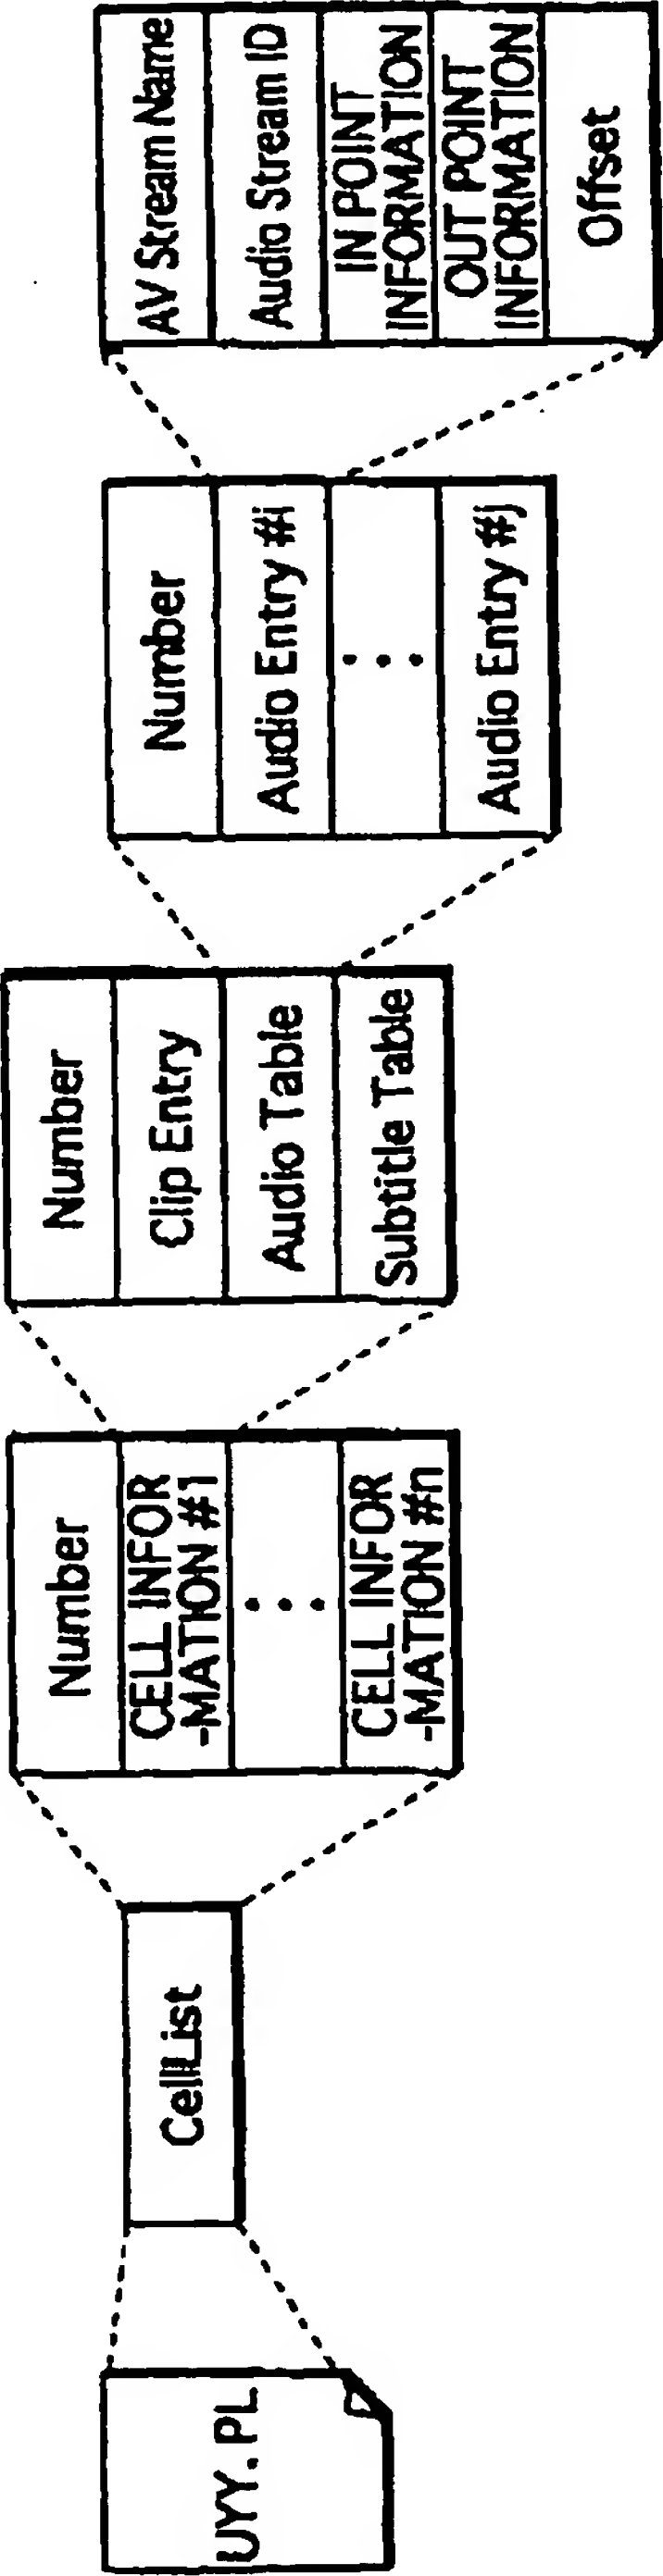 UYY. PL
CellList
Number
CELL INFOR
-MATION #1
• • •
CELL INFOR
-MATION #n
Number
Clip Entry
Audio Table
Subtitle Table
Number
Audio Entry #i
• • •
Audio Entry #j
AV Stream Name
Audio Stream ID
IN POINT
INFORMATION
OUT POINT
INFORMATION
Offset